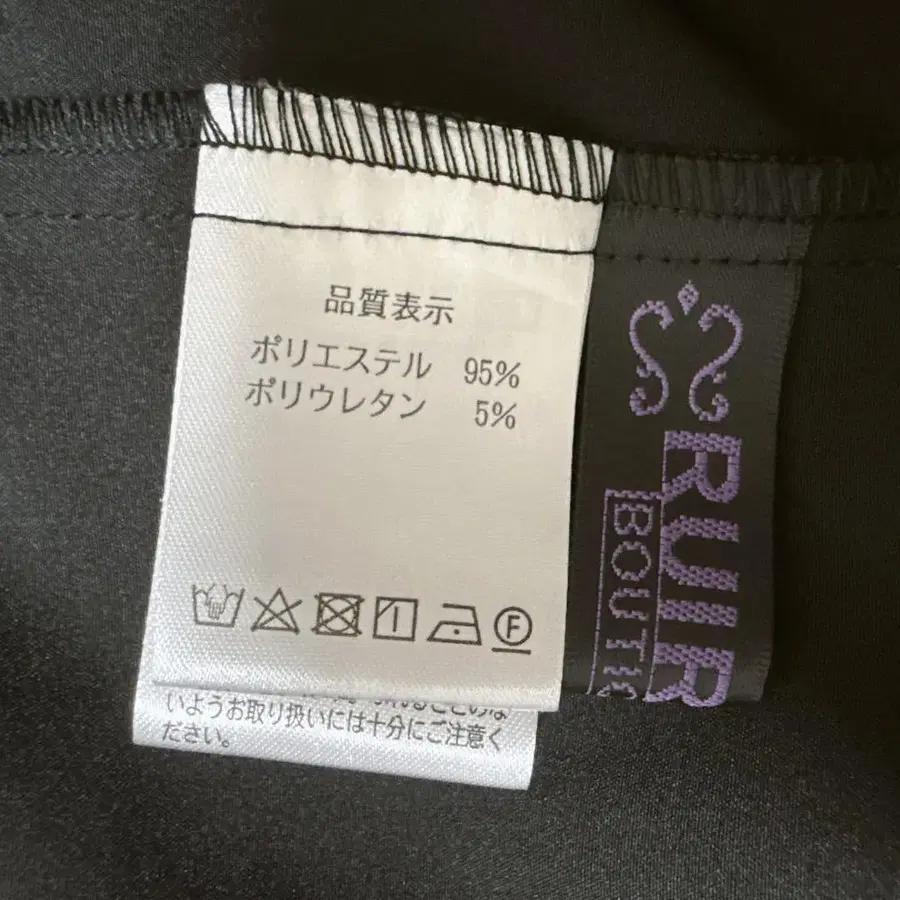 品質表示
ポリエステル 95%
ポリウレタン 5%
F
いようお取り扱いには十分にご注意く
ださい。
RUIR
BOUTI